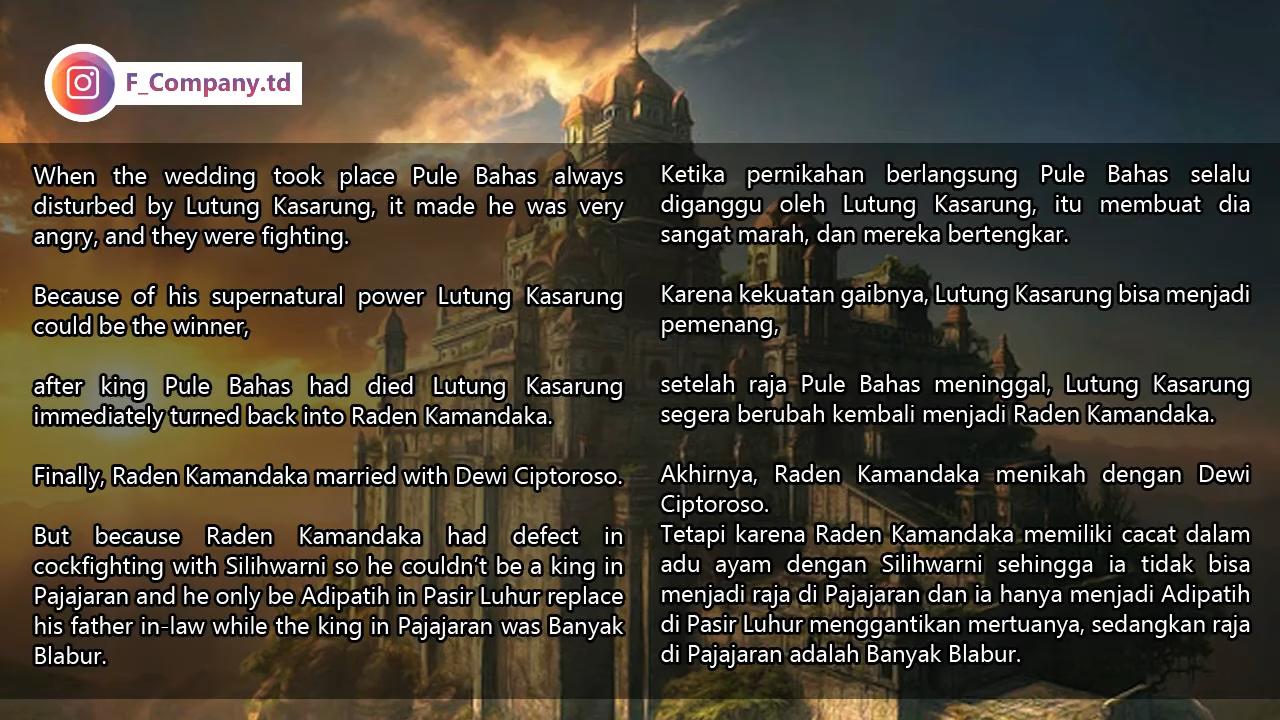 F_Company.td
When the wedding took place Pule Bahas always
disturbed by Lutung Kasarung, it made he was very
angry, and they were fighting.
Because of his supernatural power Lutung Kasarung
could be the winner,
after king Pule Bahas had died Lutung Kasarung
immediately turned back into Raden Kamandaka.
Finally, Raden Kamandaka married with Dewi Ciptoroso.
But because Raden Kamandaka had defect in
cockfighting with Silihwarni so he couldn’t be a king in
Pajajaran and he only be Adipatih in Pasir Luhur replace
his father in-law while the king in Pajajaran was Banyak
Blabur.
Ketika pernikahan berlangsung Pule Bahas selalu
diganggu oleh Lutung Kasarung, itu membuat dia
sangat marah, dan mereka bertengkar.
Karena kekuatan gaibnya, Lutung Kasarung bisa menjadi
pemenang,
setelah raja Pule Bahas meninggal, Lutung Kasarung
segera berubah kembali menjadi Raden Kamandaka.
Akhirnya, Raden Kamandaka menikah dengan Dewi
Ciptoroso.
Tetapi karena Raden Kamandaka memiliki cacat dalam
adu ayam dengan Silihwarni sehingga ia tidak bisa
menjadi raja di Pajajaran dan ia hanya menjadi Adipatih
di Pasir Luhur menggantikan mertuanya, sedangkan raja
di Pajajaran adalah Banyak Blabur.